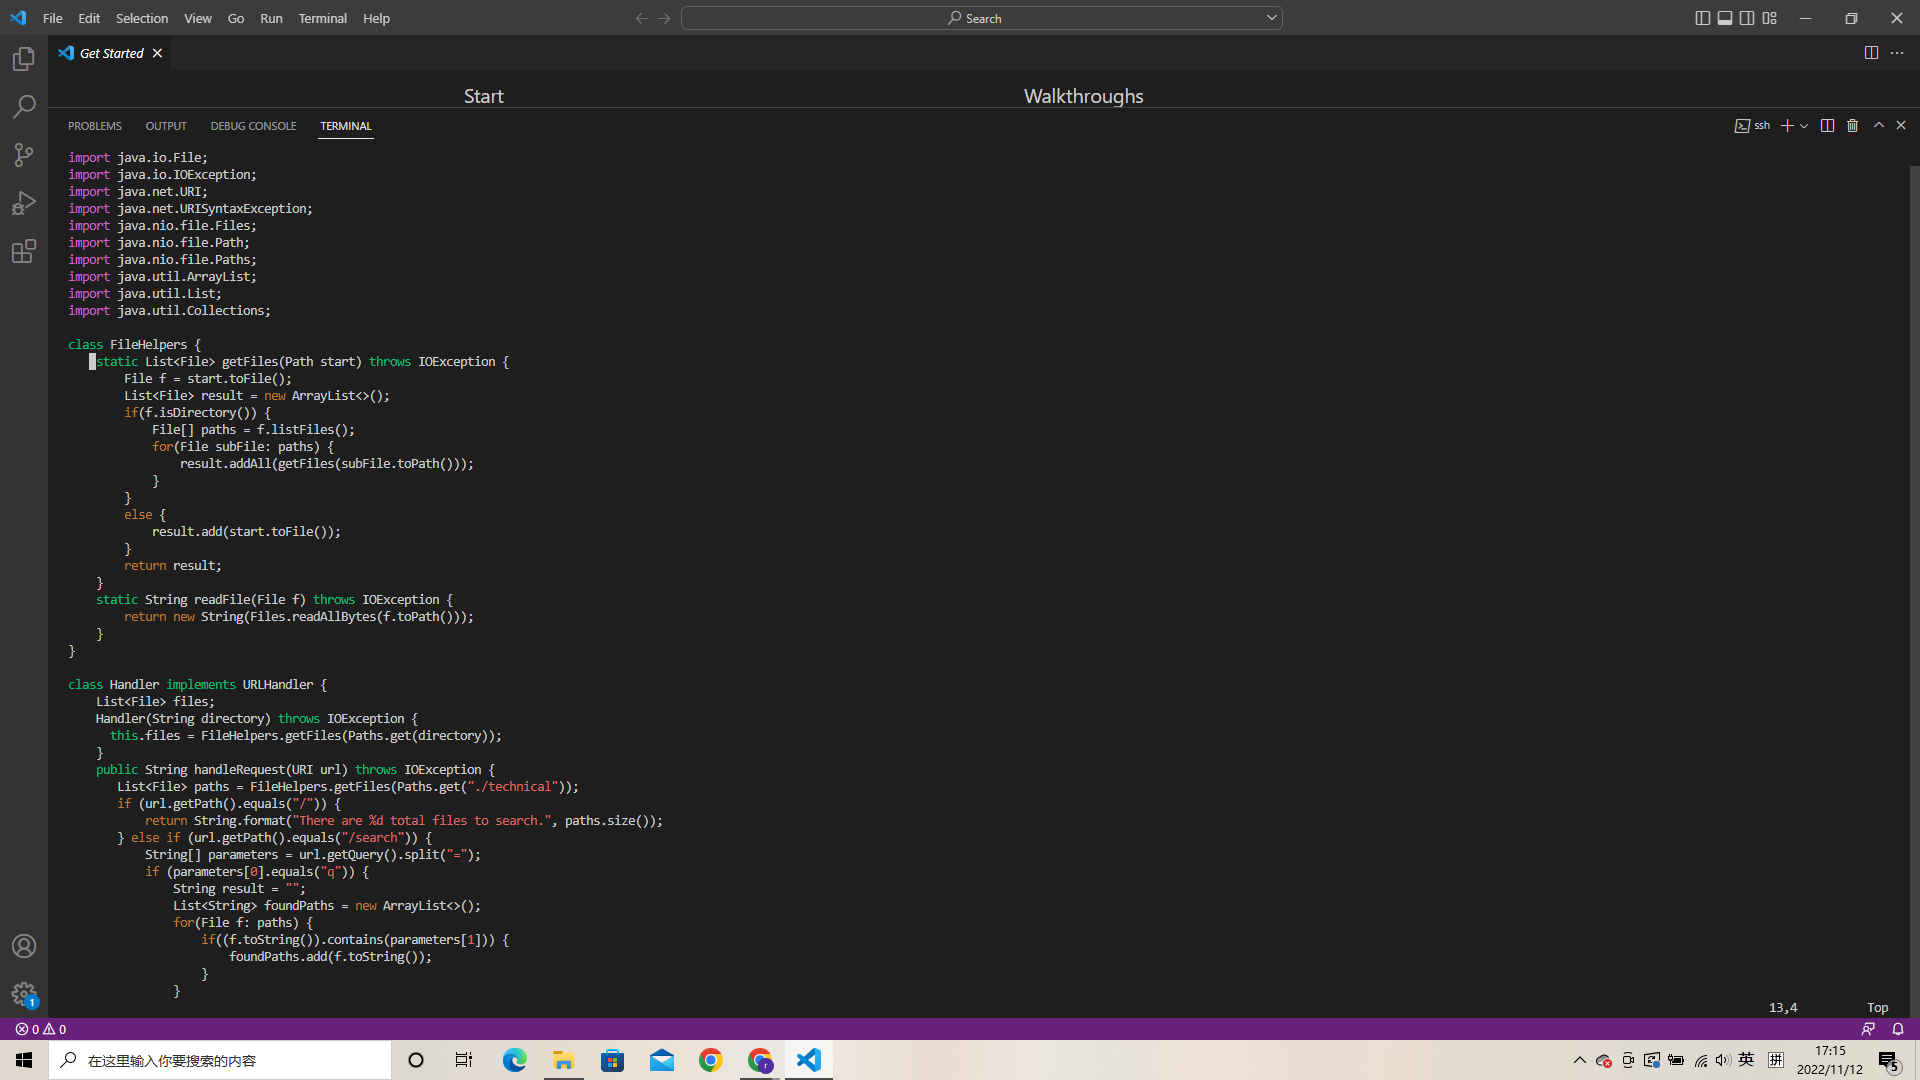 File Edit Selection View Go Run Terminal Help Search
Get Started
Start Walkthroughs
PROBLEMS OUTPUT DEBUG CONSOLE TERMINAL ssh
import java.io.File;
import java.io.IOException;
import java.net.URI;
import java.net.URISyntaxException;
import java.nio.file.Files;
import java.nio.file.Path;
import java.nio.file.Paths;
import java.util.ArrayList;
import java.util.List;
import java.util.Collections;
class FileHelpers {
static List<File> getFiles(Path start) throws IOException {
File f = start.toFile();
List<File> result = new ArrayList<>();
if(f.isDirectory()) {
File[] paths = f.listFiles();
for(File subFile: paths) {
result.addAll(getFiles(subFile.toPath()));
}
}
else {
result.add(start.toFile());
}
return result;
}
static String readFile(File f) throws IOException {
return new String(Files.readAllBytes(f.toPath()));
}
}
class Handler implements URLHandler {
List<File> files;
Handler(String directory) throws IOException {
this.files = FileHelpers.getFiles(Paths.get(directory));
}
public String handleRequest(URI url) throws IOException {
List<File> paths = FileHelpers.getFiles(Paths.get("./technical"));
if (url.getPath().equals("/")) {
return String.format("There are %d total files to search.", paths.size());
} else if (url.getPath().equals("/search")) {
String[] parameters = url.getQuery().split("=");
if (parameters[0].equals("q")) {
String result = "";
List<String> foundPaths = new ArrayList<>();
for(File f: paths) {
if((f.toString()).contains(parameters[1])) {
foundPaths.add(f.toString());
}
}
13,4 Top
1
0 0
在这里输入你要搜索的内容
r
英 拼
17:15
2022/11/12
5